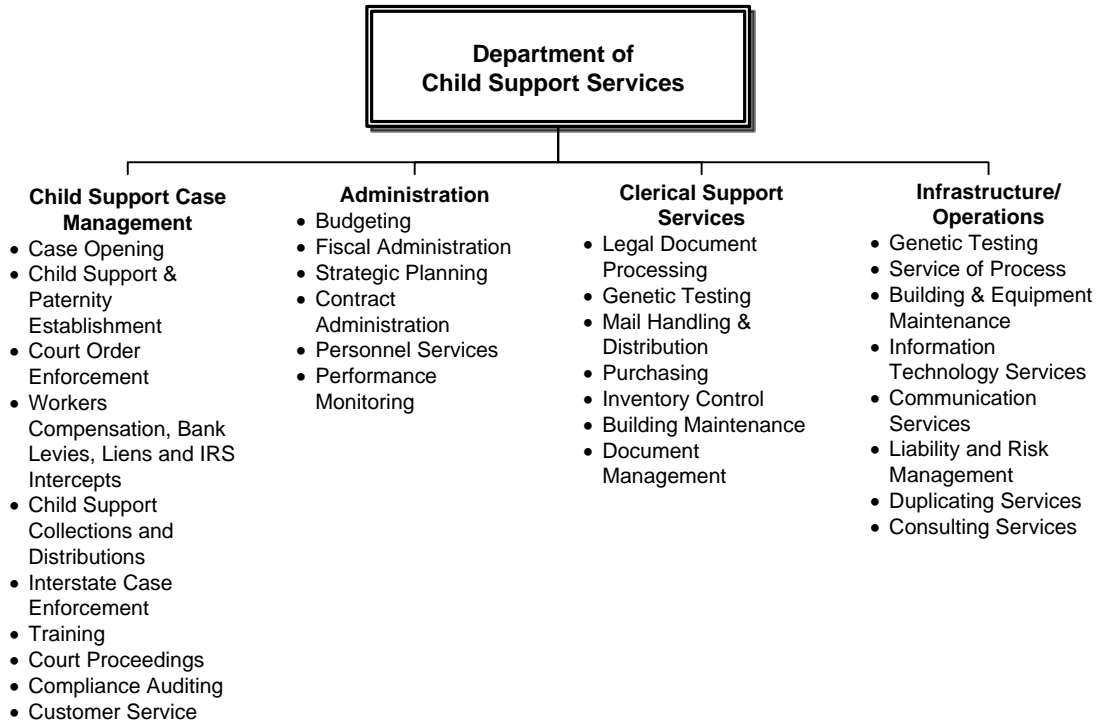 Department of
Child Support Services
Child Support Case
Management
• Case Opening
• Child Support &
Paternity
Establishment
• Court Order
Enforcement
• Workers
Compensation, Bank
Levies, Liens and IRS
Intercepts
• Child Support
Collections and
Distributions
• Interstate Case
Enforcement
• Training
• Court Proceedings
• Compliance Auditing
• Customer Service
Administration
• Budgeting
• Fiscal Administration
• Strategic Planning
• Contract
Administration
• Personnel Services
• Performance
Monitoring
Clerical Support
Services
• Legal Document
Processing
• Genetic Testing
• Mail Handling &
Distribution
• Purchasing
• Inventory Control
• Building Maintenance
• Document
Management
Infrastructure/
Operations
• Genetic Testing
• Service of Process
• Building & Equipment
Maintenance
• Information
Technology Services
• Communication
Services
• Liability and Risk
Management
• Duplicating Services
• Consulting Services